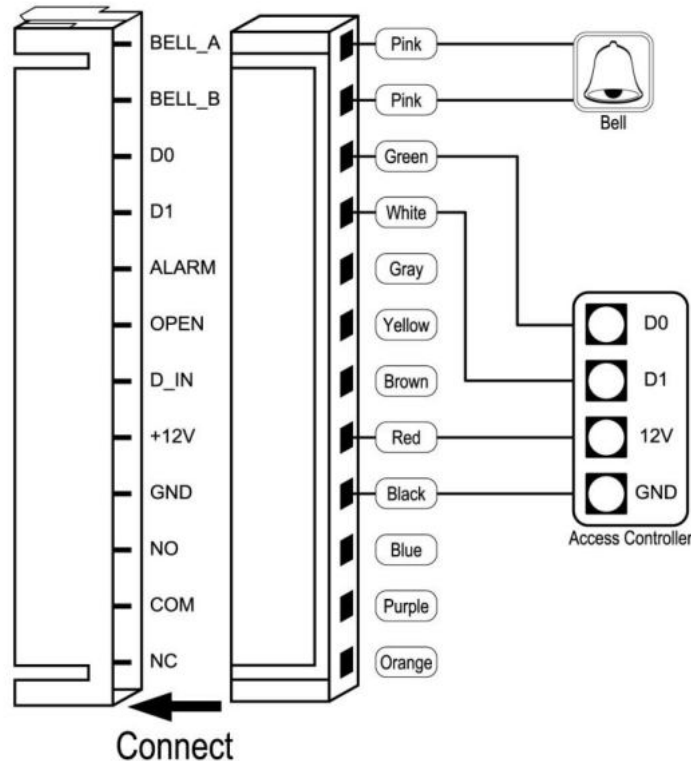 BELL_A Pink
BELL_B Pink
Bell
D0 Green
D1 White
ALARM Gray
OPEN Yellow D0
D_IN Brown D1
+12V Red 12V
GND Black GND
Access Controller
NO Blue
COM Purple
NC Orange
Connect